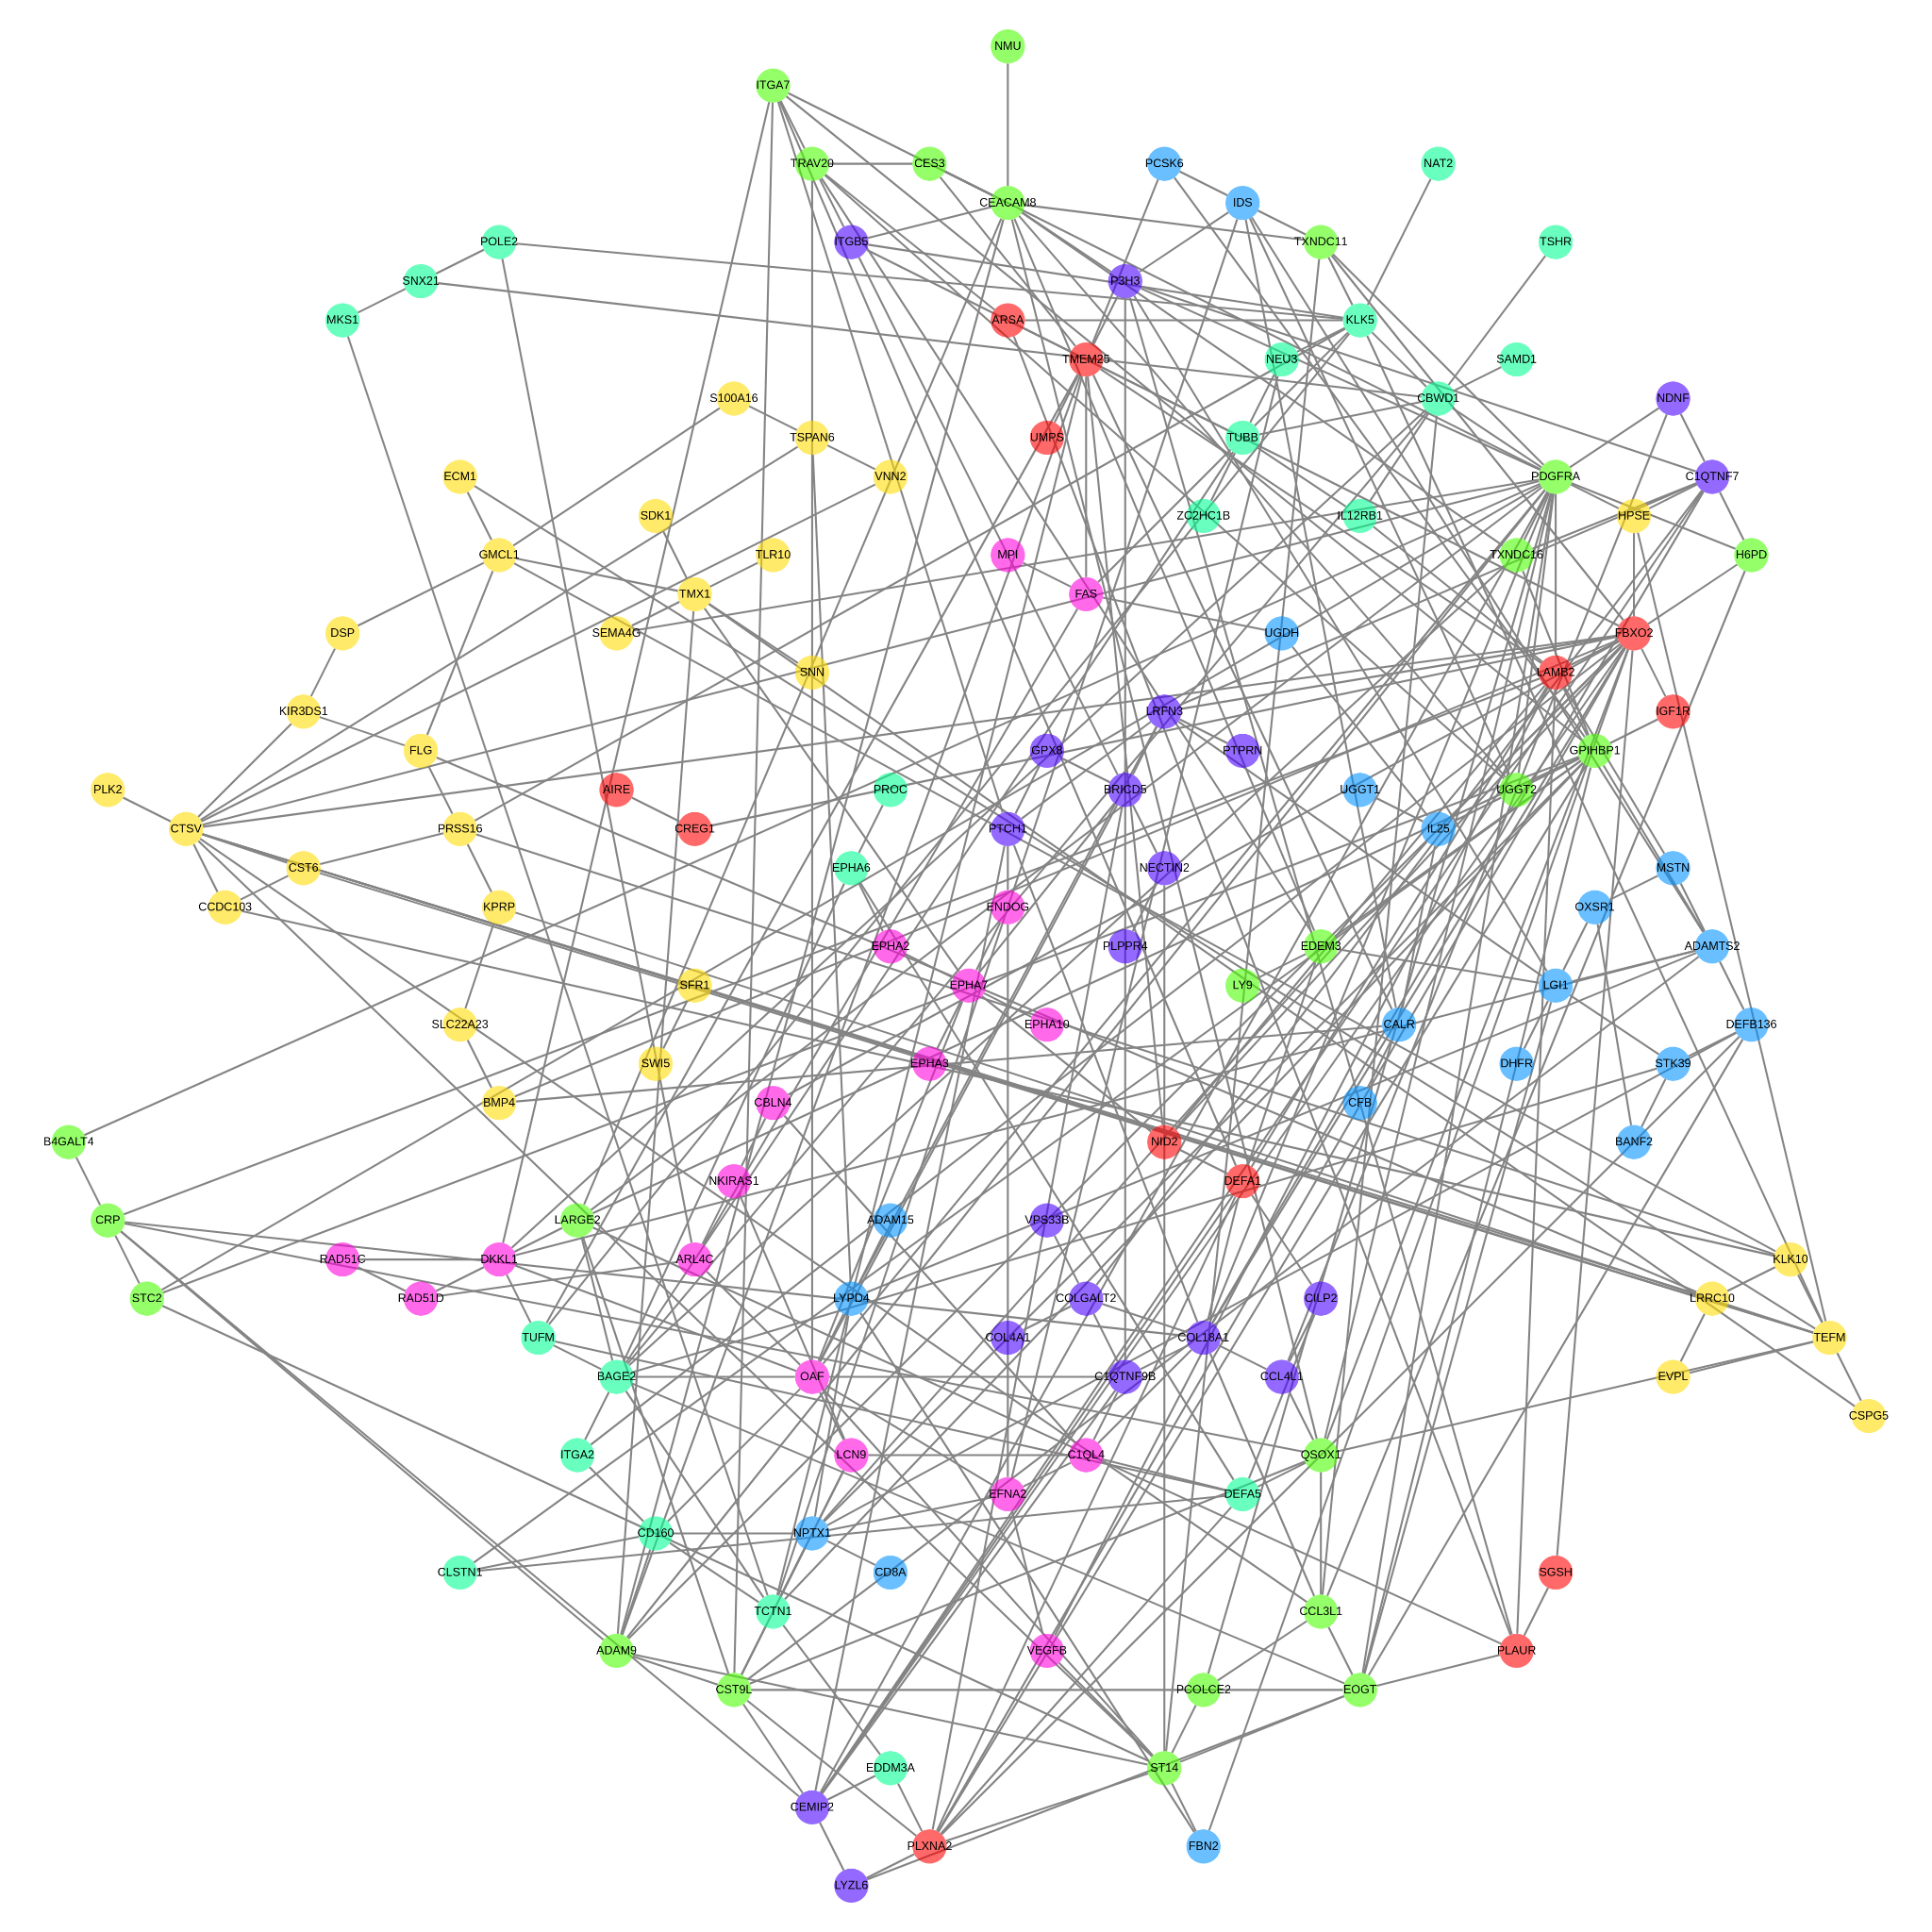 NMU
ITGA7
TRAV20
CES3
PCSK6
NAT2
CEACAM8
IDS
POLE2
ITGB5
TXNDC11
TSHR
SNX21
P3H3
MKS1
ARSA
KLK5
TMEM25
NEU3
SAMD1
S100A16
CBWD1
NDNF
TSPAN6
UMPS
TUBB
ECM1
VNN2
PDGFRA
C1QTNF7
SDK1
ZC2HC1B
IL12RB1
HPSE
GMCL1
TLR10
MPI
TXNDC16
H6PD
TMX1
FAS
DSP
SEMA4G
UGDH
FBXO2
SNN
LAMB2
KIR3DS1
LRFN3
IGF1R
FLG
GPX8
PTPRN
GPIHBP1
PLK2
AIRE
PROC
BRICD5
UGGT1
UGGT2
CTSV
PRSS16
CREG1
PTCH1
IL25
CST6
EPHA6
NECTIN2
MSTN
CCDC103
KPRP
ENDOG
OXSR1
EPHA2
PLPPR4
EDEM3
ADAMTS2
SFR1
EPHA7
LY9
LGI1
SLC22A23
EPHA10
CALR
DEFB136
SWI5
EPHA3
DHFR
STK39
BMP4
CBLN4
CFB
B4GALT4
NID2
BANF2
NKIRAS1
DEFA1
CRP
LARGE2
ADAM15
VPS33B
RAD51C
DKKL1
ARL4C
KLK10
STC2
RAD51D
LYPD4
COLGALT2
CILP2
LRRC10
TUFM
COL4A1
COL18A1
TEFM
BAGE2
OAF
C1QTNF9B
CCL4L1
EVPL
CSPG5
ITGA2
LCN9
C1QL4
QSOX1
EFNA2
DEFA5
CD160
NPTX1
CLSTN1
CD8A
SGSH
TCTN1
CCL3L1
ADAM9
VEGFB
PLAUR
CST9L
PCOLCE2
EOGT
EDDM3A
ST14
CEMIP2
PLXNA2
FBN2
LYZL6